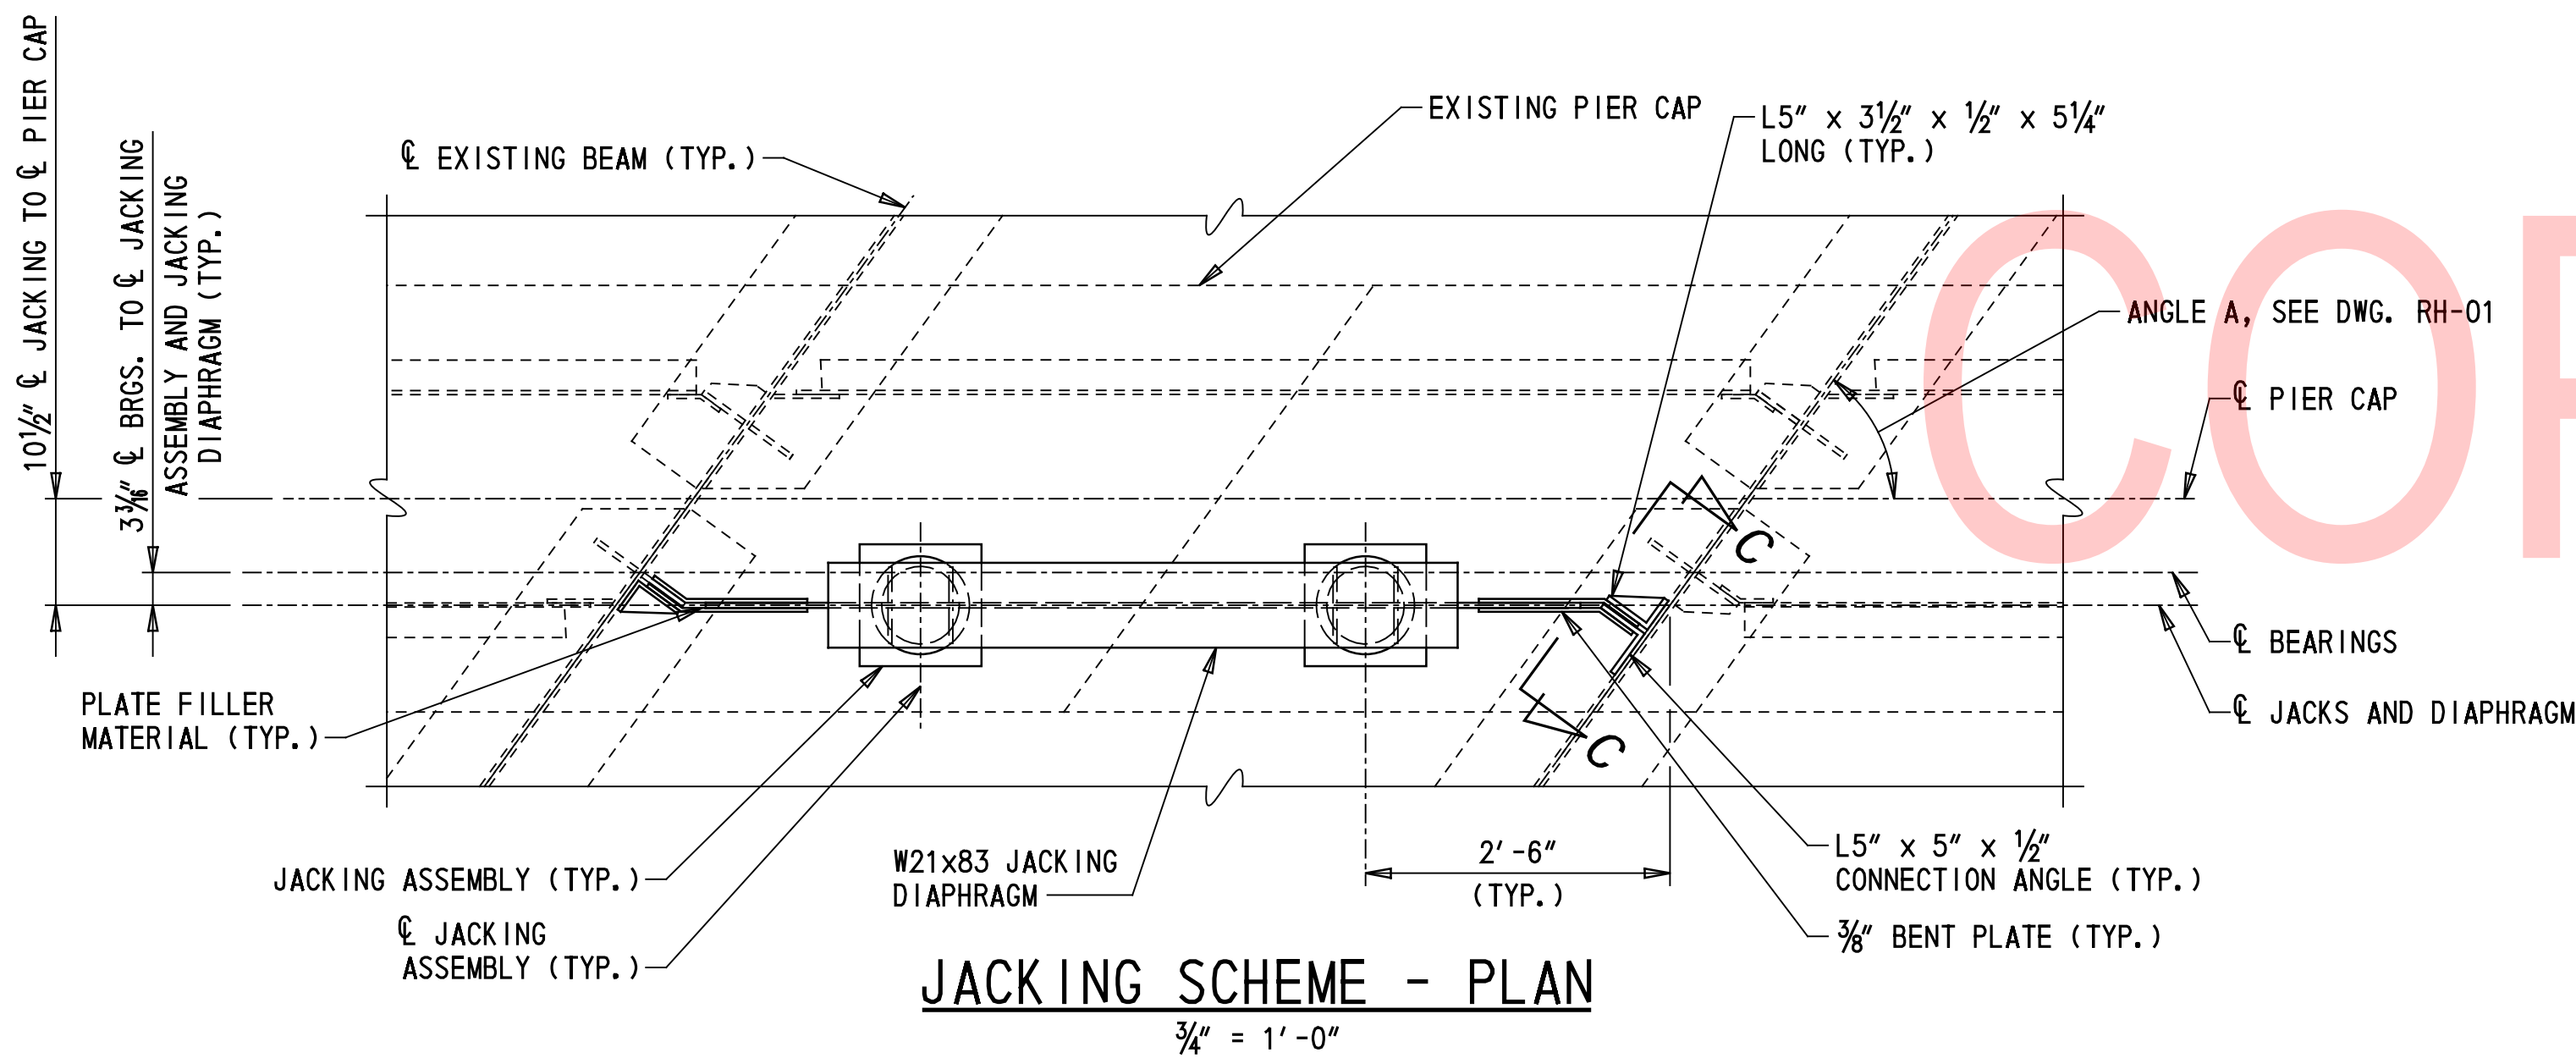 10½" ℄ JACKING TO ℄ PIER CAP
3 3/16" ℄ BRGS. TO ℄ JACKING
ASSEMBLY AND JACKING
DIAPHRAGM (TYP.)
℄ EXISTING BEAM (TYP.)
EXISTING PIER CAP
L5" x 3½" x ½" x 5¼"
LONG (TYP.)
ANGLE A, SEE DWG. RH-01
℄ PIER CAP
C
℄ BEARINGS
℄ JACKS AND DIAPHRAGM
C
PLATE FILLER
MATERIAL (TYP.)
JACKING ASSEMBLY (TYP.)
℄ JACKING
ASSEMBLY (TYP.)
W21x83 JACKING
DIAPHRAGM
2'-6"
(TYP.)
L5" x 5" x ½"
CONNECTION ANGLE (TYP.)
⅜" BENT PLATE (TYP.)
JACKING SCHEME - PLAN
¾" = 1'-0"